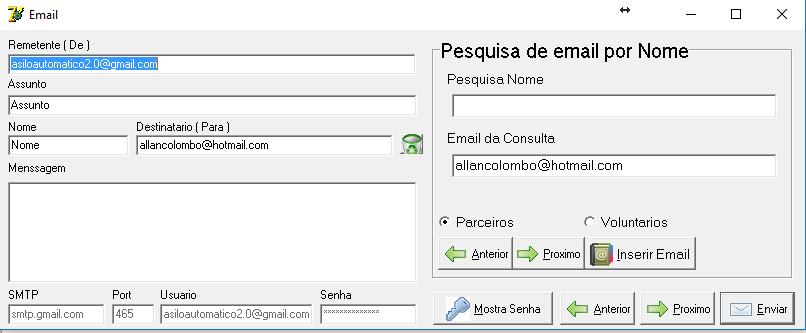 Email
Remetente ( De )
asiloautomatico2.0@gmail.com
Assunto
Assunto
Nome Destinatario ( Para )
Nome allancolombo@hotmail.com
Menssagem
SMTP Port Usuario Senha
smtp.gmail.com 465 asiloautomatico2.0@gmail.com **************
Pesquisa de email por Nome
Pesquisa Nome
Email da Consulta
allancolombo@hotmail.com
Parceiros Voluntarios
Anterior Proximo Inserir Email
Mostra Senha Anterior Proximo Enviar